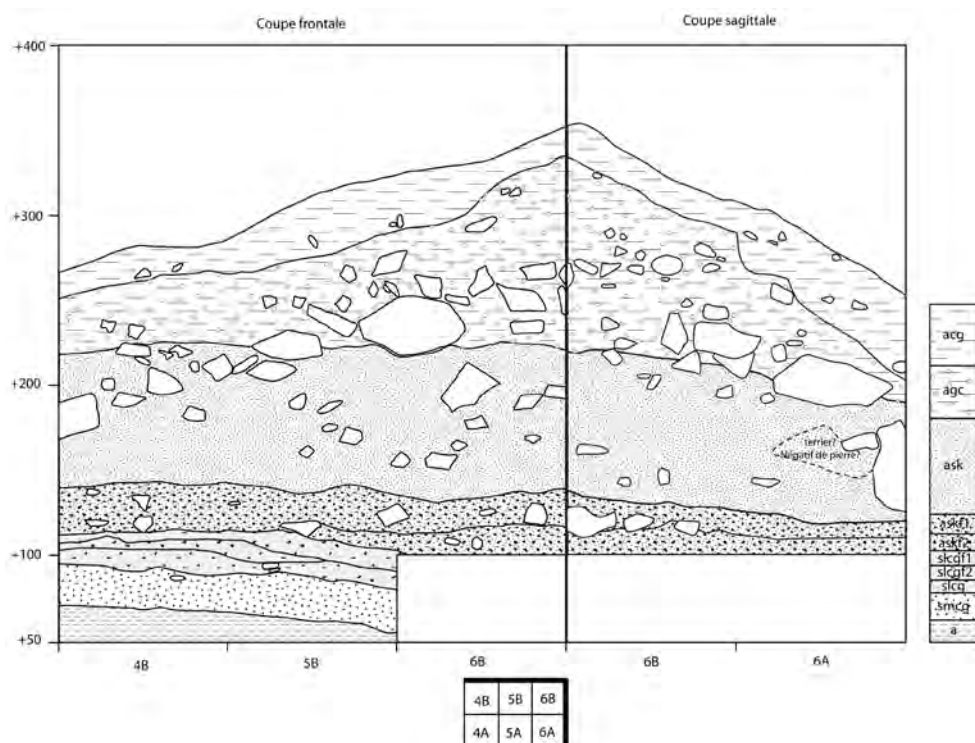 Coupe frontale
Coupe sagittale
+400
+300
+200
+100
+50
terrier?
Négatif de pierre?
acg
agc
ask
askf1
askf2
slcgf1
slcgf2
slcg
smcg
a
4B
5B
6B
6B
6A
4B 5B 6B
4A 5A 6A